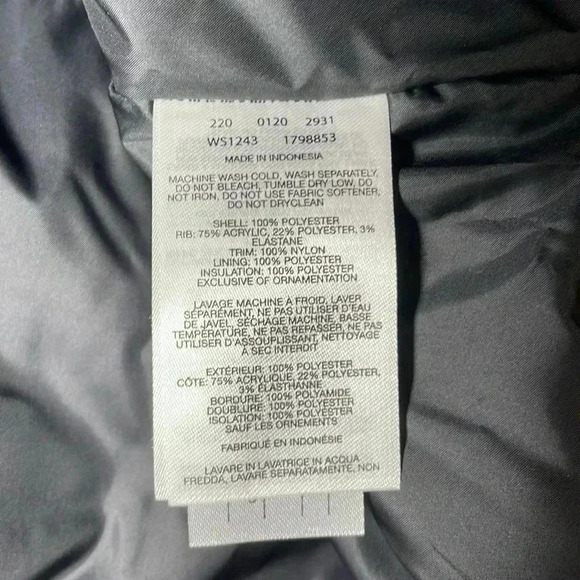 220 0120 2931
WS1243 1798853
MADE IN INDONESIA
MACHINE WASH COLD, WASH SEPARATELY,
DO NOT BLEACH, TUMBLE DRY LOW, DO
NOT IRON, DO NOT USE FABRIC SOFTENER,
DO NOT DRYCLEAN
SHELL: 100% POLYESTER
RIB: 75% ACRYLIC, 22% POLYESTER, 3%
ELASTANE
TRIM: 100% NYLON
LINING: 100% POLYESTER
INSULATION: 100% POLYESTER
EXCLUSIVE OF ORNAMENTATION
LAVAGE MACHINE À FROID, LAVER
SÉPARÉMENT, NE PAS UTILISER D'EAU
DE JAVEL, SÉCHAGE MACHINE, BASSE
TEMPÉRATURE, NE PAS REPASSER, NE PAS
UTILISER D'ASSOUPLISSANT, NETTOYAGE
À SEC INTERDIT
EXTÉRIEUR: 100% POLYESTER
CÔTE: 75% ACRYLIQUE, 22% POLYESTER,
3% ÉLASTHANNE
BORDURE: 100% POLYAMIDE
DOUBLURE: 100% POLYESTER
ISOLATION: 100% POLYESTER
SAUF LES ORNEMENTS
FABRIQUÉ EN INDONÉSIE
LAVARE IN LAVATRICE IN ACQUA
FREDDA, LAVARE SEPARATAMENTE, NON